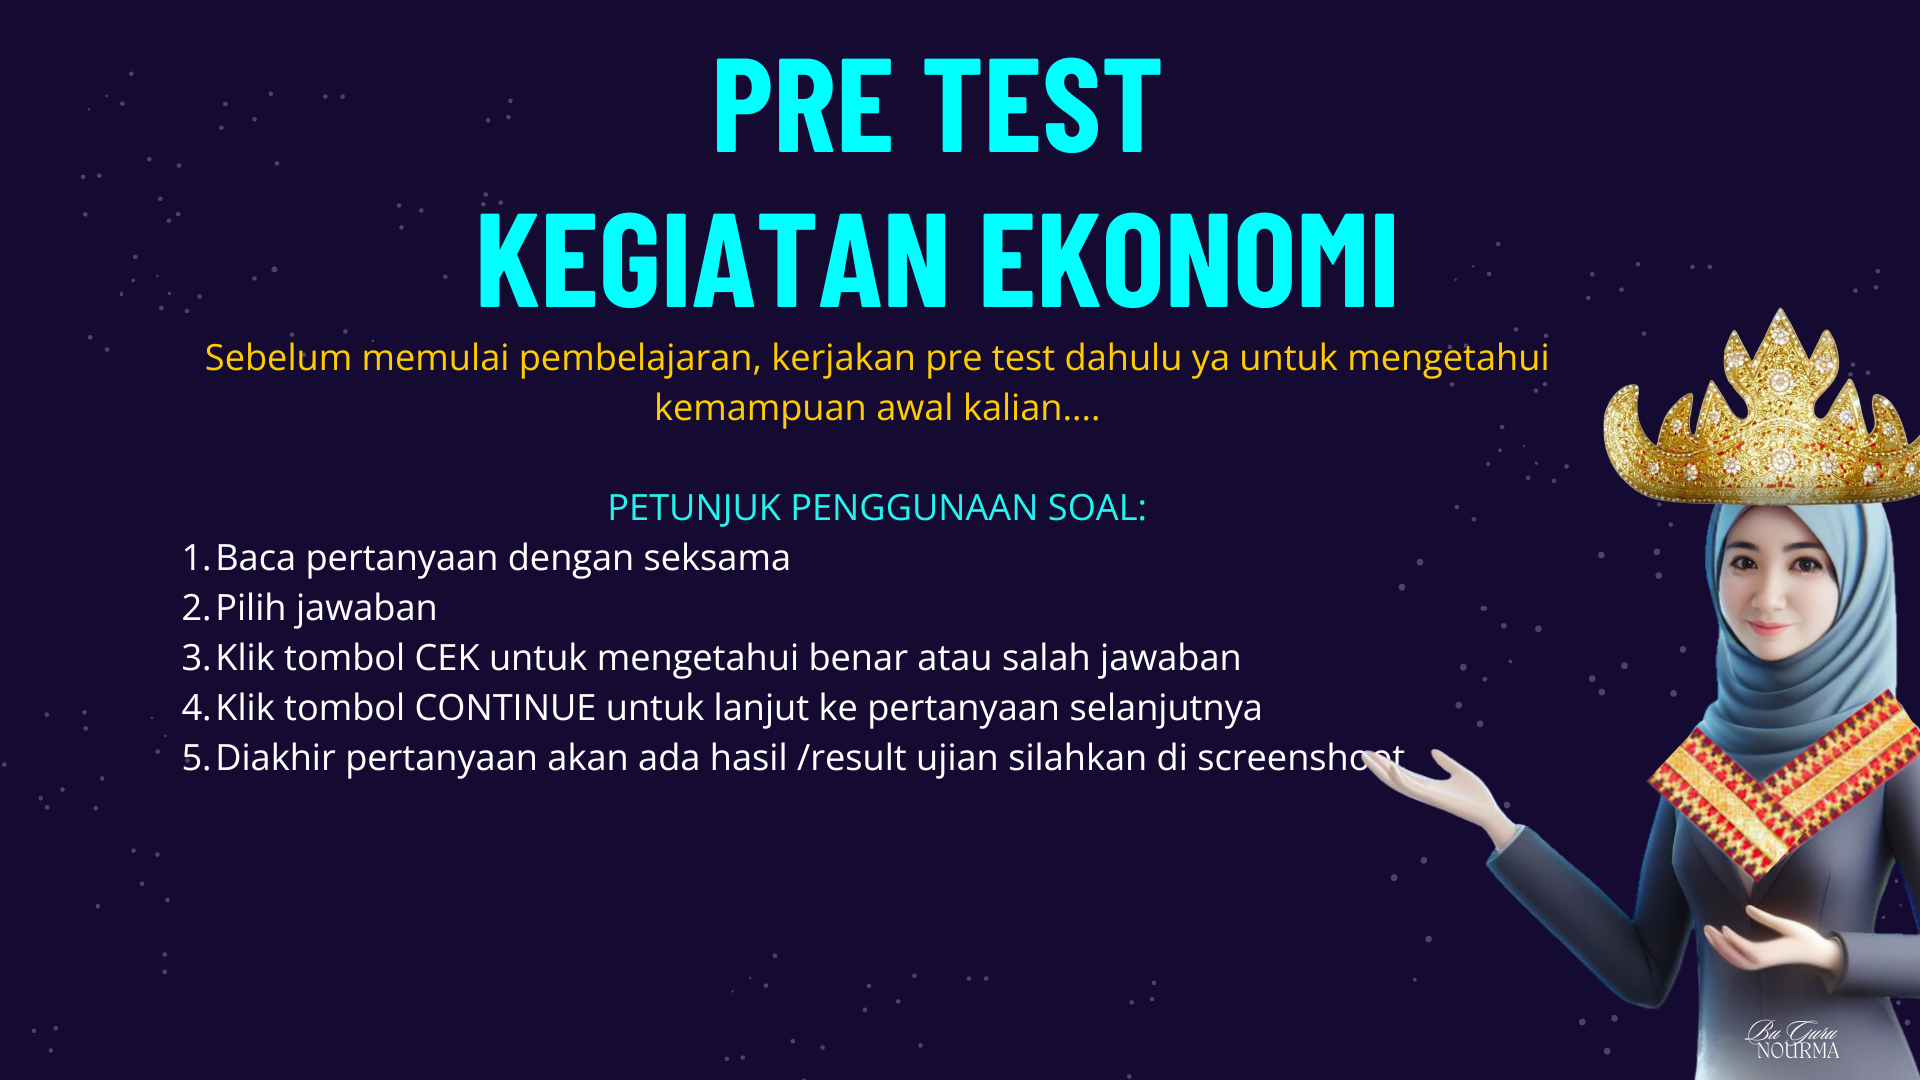 PRE TEST
KEGIATAN EKONOMI
Sebelum memulai pembelajaran, kerjakan pre test dahulu ya untuk mengetahui
kemampuan awal kalian....
PETUNJUK PENGGUNAAN SOAL:
1. Baca pertanyaan dengan seksama
2. Pilih jawaban
3. Klik tombol CEK untuk mengetahui benar atau salah jawaban
4. Klik tombol CONTINUE untuk lanjut ke pertanyaan selanjutnya
5. Diakhir pertanyaan akan ada hasil /result ujian silahkan di screenshoot
Bu Guru
NOURMA